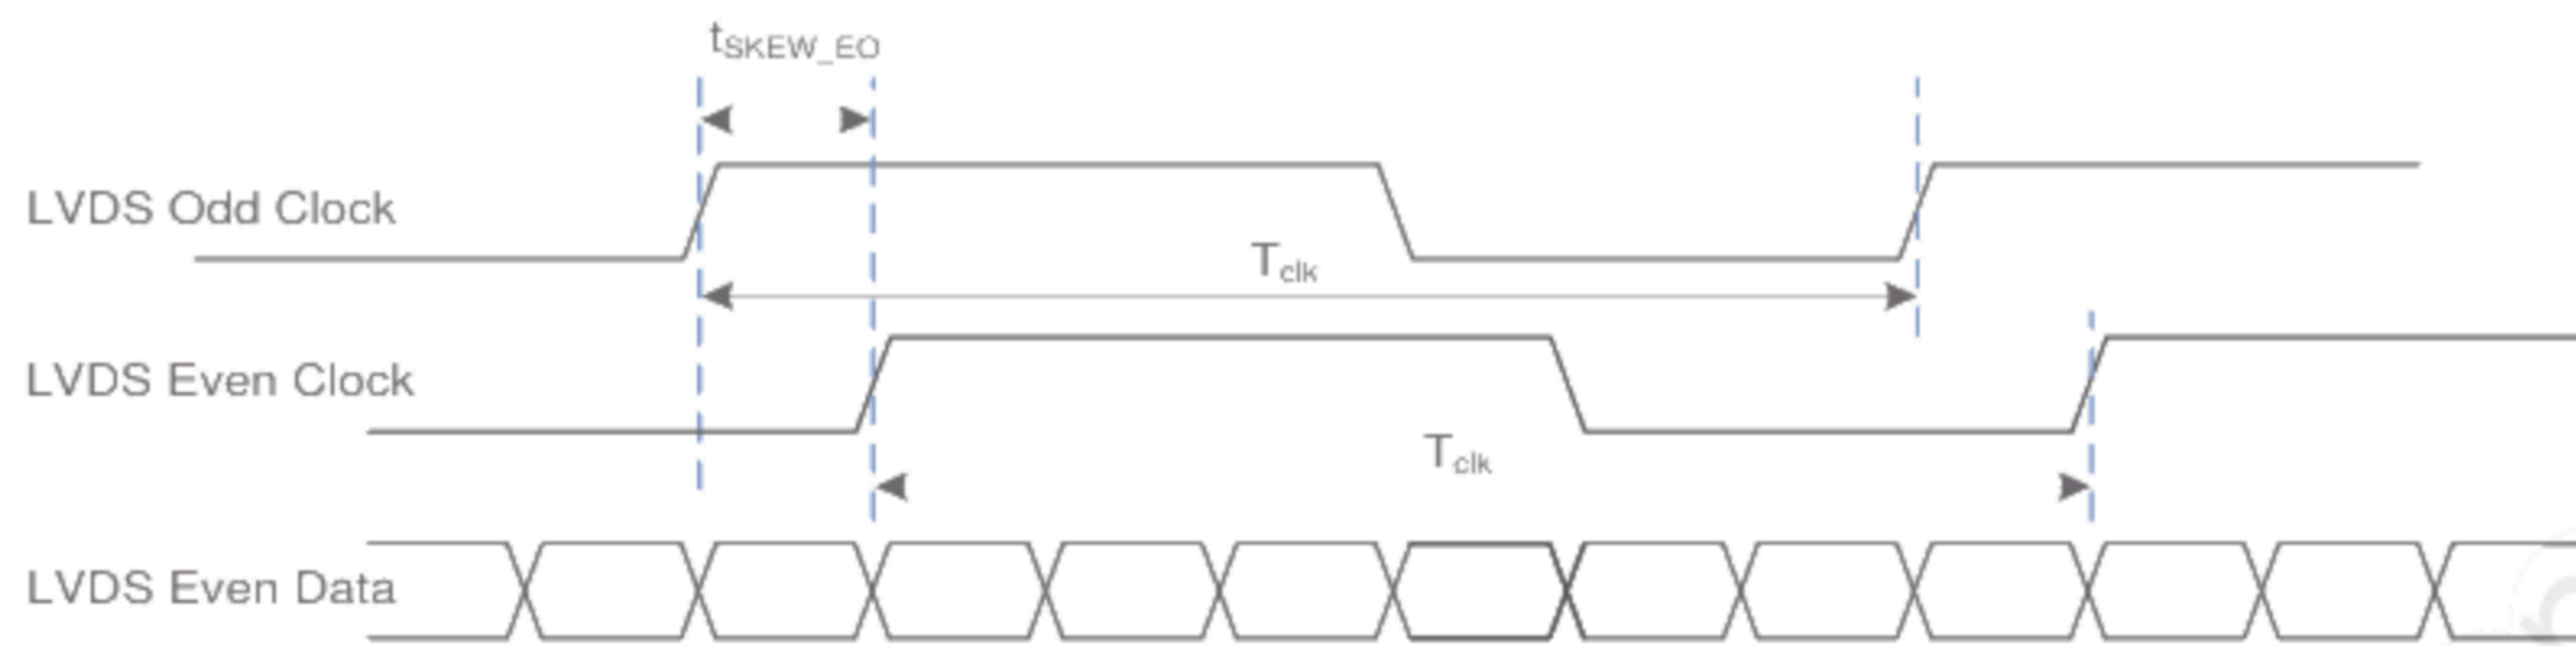 tSKEW_EO
LVDS Odd Clock
Tclk
LVDS Even Clock
Tclk
LVDS Even Data